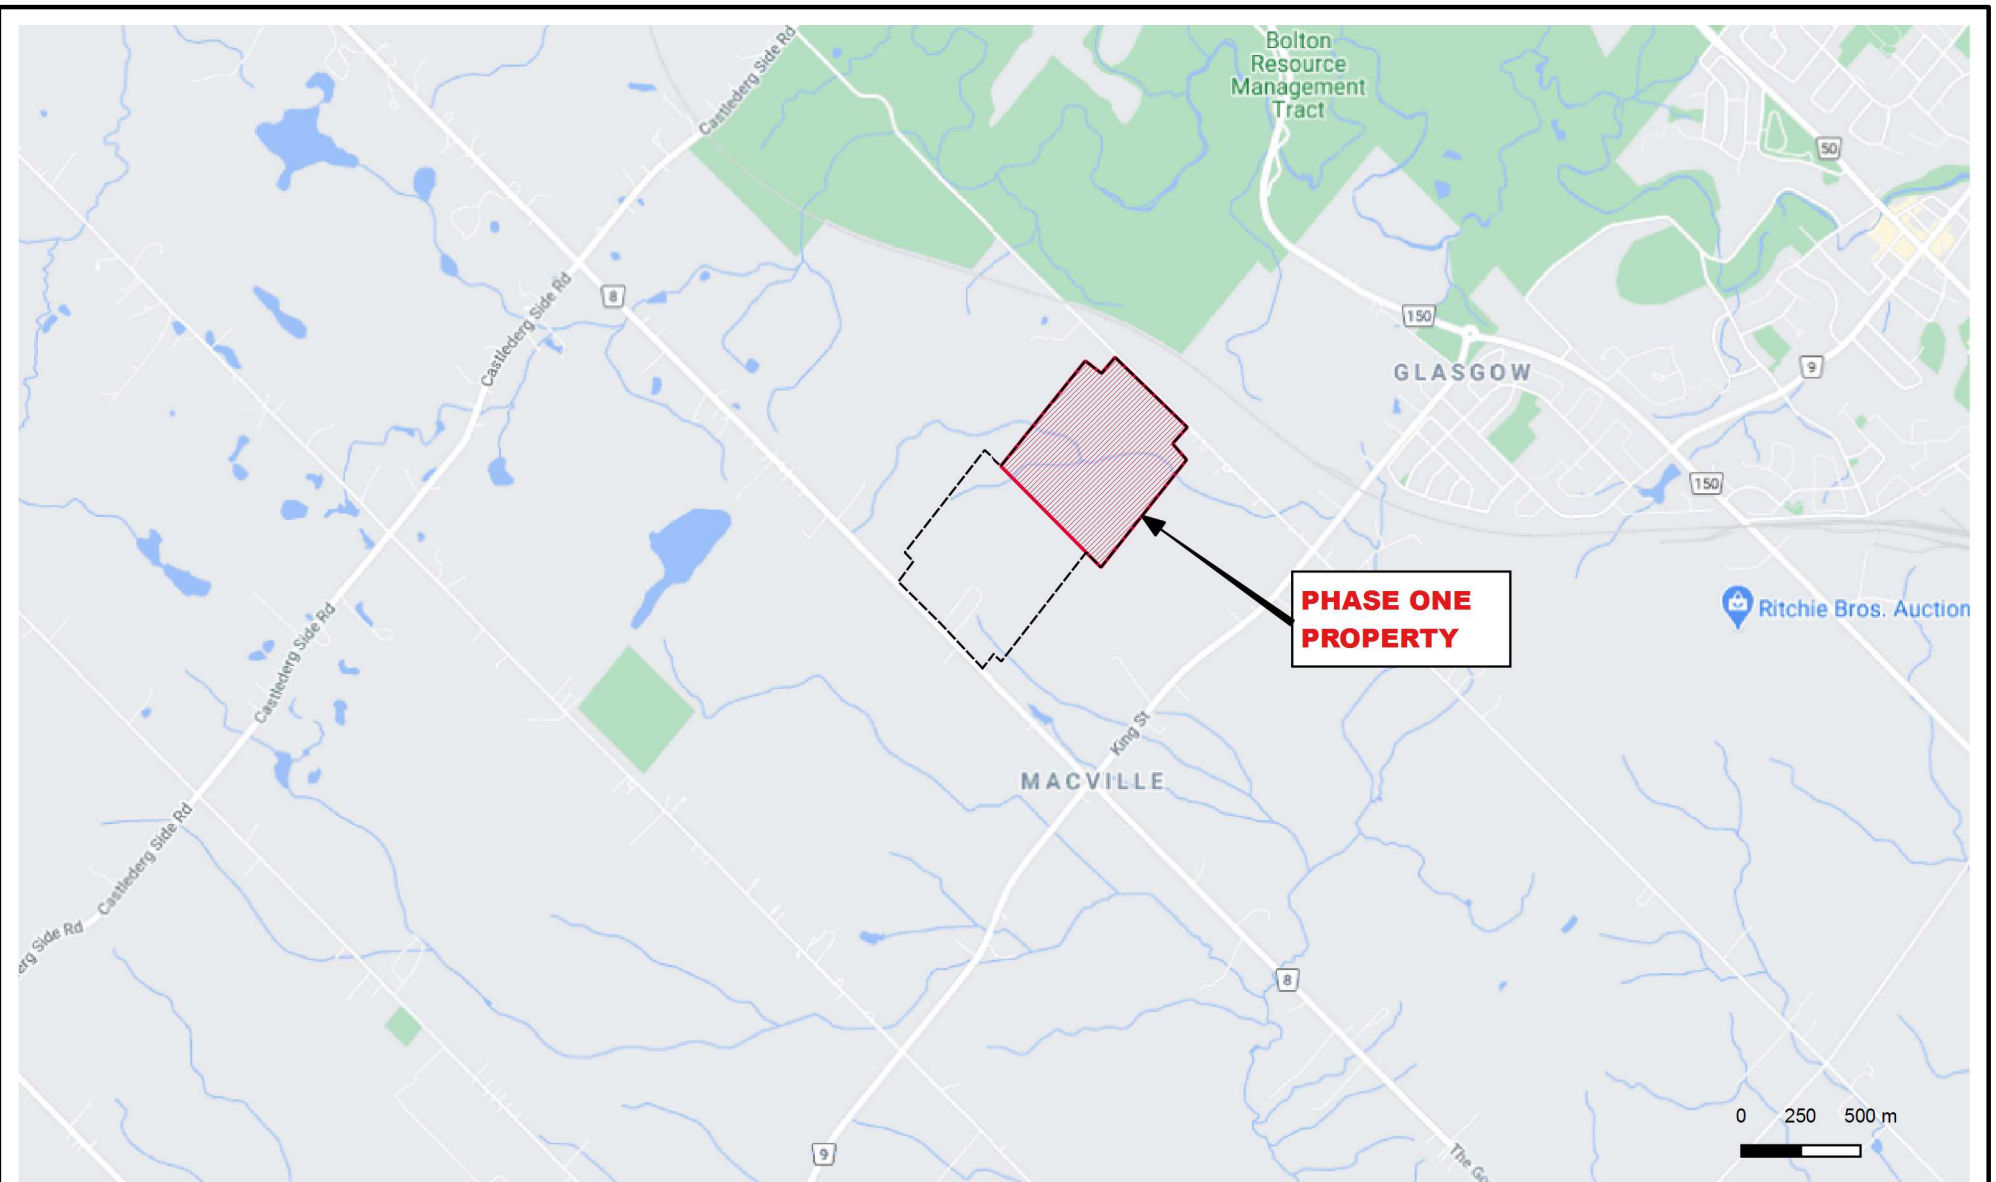 Bolton
Resource
Management
Tract
Castlederg Side Rd
50
8
Castlederg Side Rd
150
GLASGOW
9
150
PHASE ONE
PROPERTY
Ritchie Bros. Auction
Castlederg Side Rd
King St
MACVILLE
Castlederg Side Rd
erg Side Rd
8
0 250 500 m
9
The Go